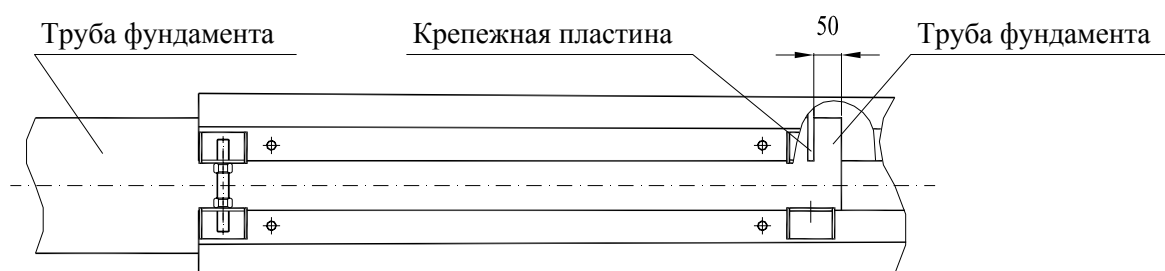 Труба фундамента
Крепежная пластина
50
Труба фундамента